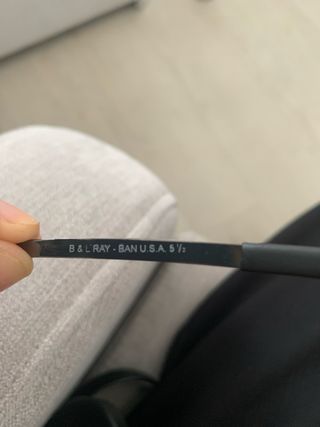 B & L RAY - BAN U.S.A. 5 1/2